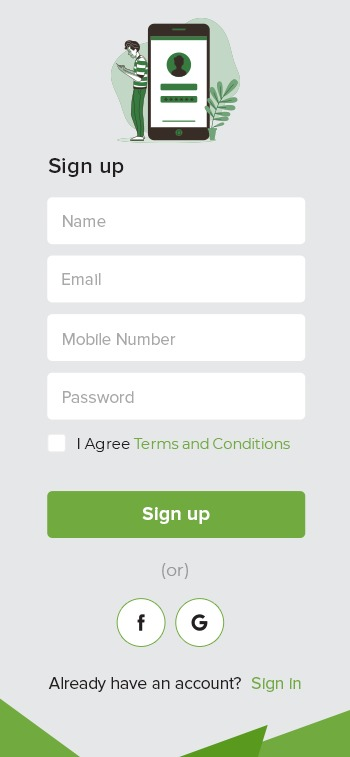 Sign up
Name
Email
Mobile Number
Password
I Agree Terms and Conditions
Sign up
(or)
f G
Already have an account? Sign in